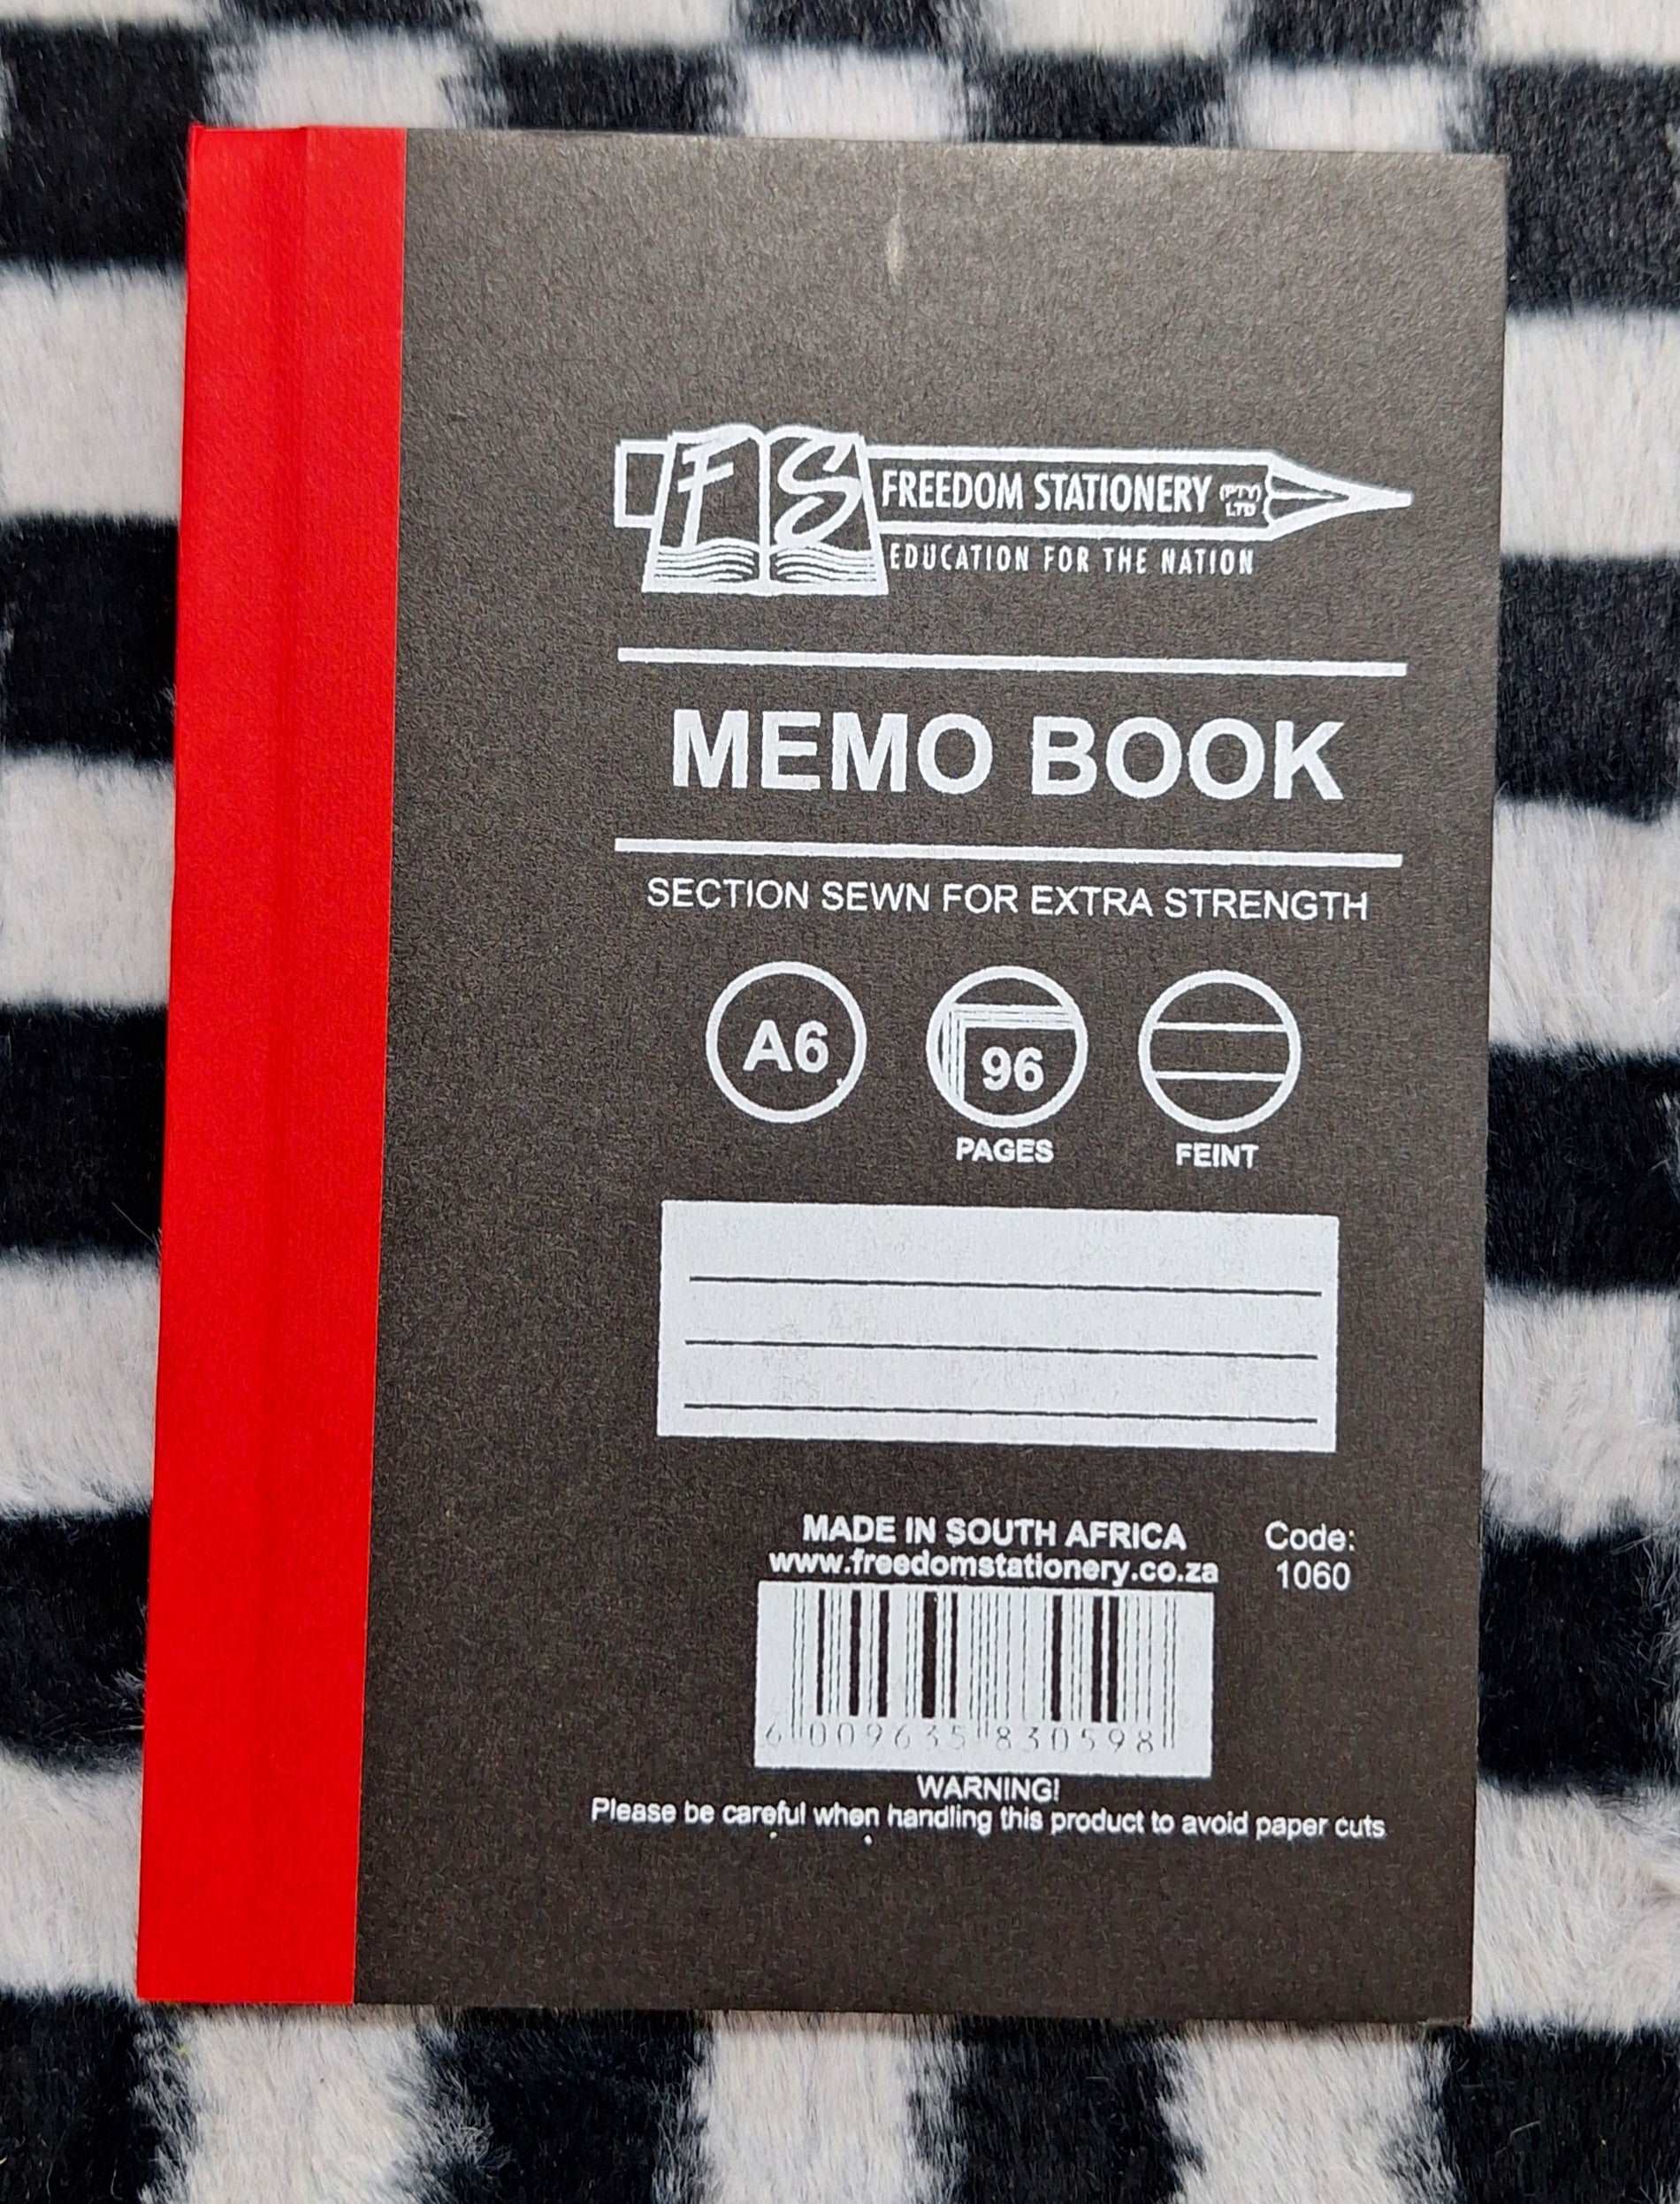 FS FREEDOM STATIONERY (PTY) LTD
EDUCATION FOR THE NATION
MEMO BOOK
SECTION SEWN FOR EXTRA STRENGTH
A6 96
PAGES FEINT
MADE IN SOUTH AFRICA Code:
www.freedomstationery.co.za 1060
6 009635 830598
WARNING!
Please be careful when handling this product to avoid paper cuts